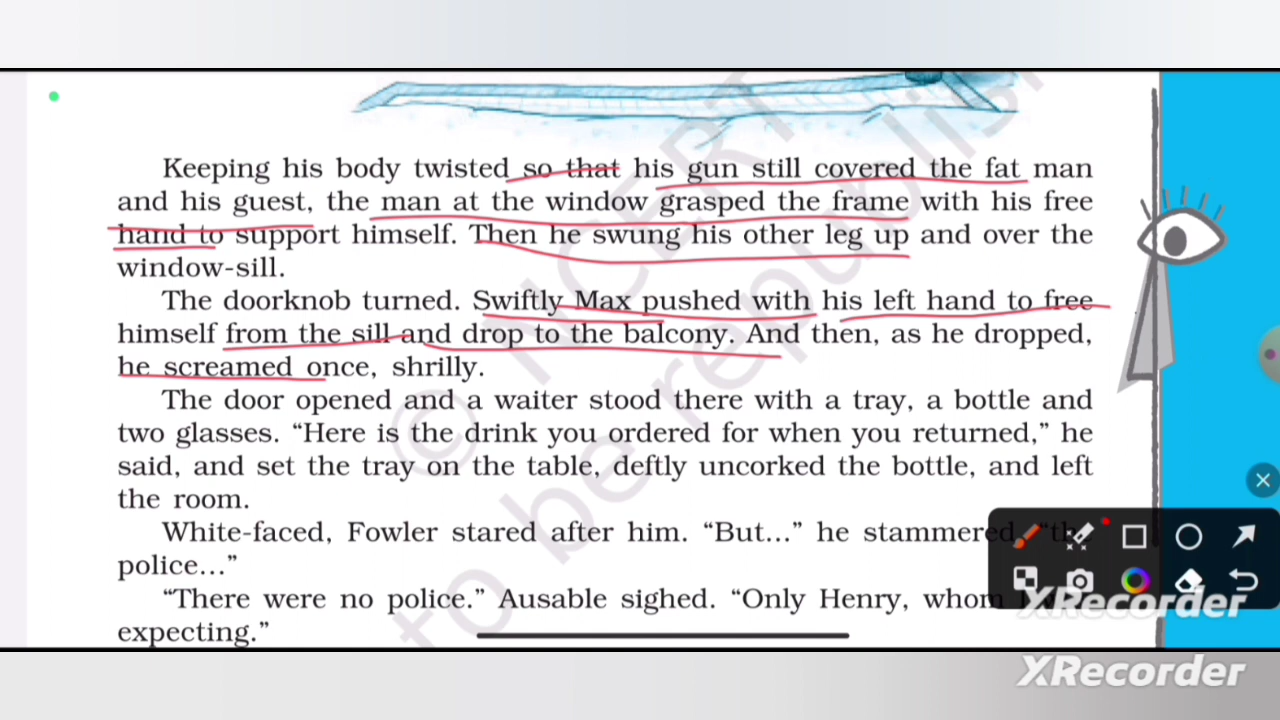 Keeping his body twisted so that his gun still covered the fat man
and his guest, the man at the window grasped the frame with his free
hand to support himself. Then he swung his other leg up and over the
window-sill.
The doorknob turned. Swiftly Max pushed with his left hand to free
himself from the sill and drop to the balcony. And then, as he dropped,
he screamed once, shrilly.
The door opened and a waiter stood there with a tray, a bottle and
two glasses. “Here is the drink you ordered for when you returned,” he
said, and set the tray on the table, deftly uncorked the bottle, and left
the room.
White-faced, Fowler stared after him. “But...” he stammered, “the
police...”
“There were no police.” Ausable sighed. “Only Henry, whom
expecting.”
© NCERT
to be republish
XRecorder
XRecorder